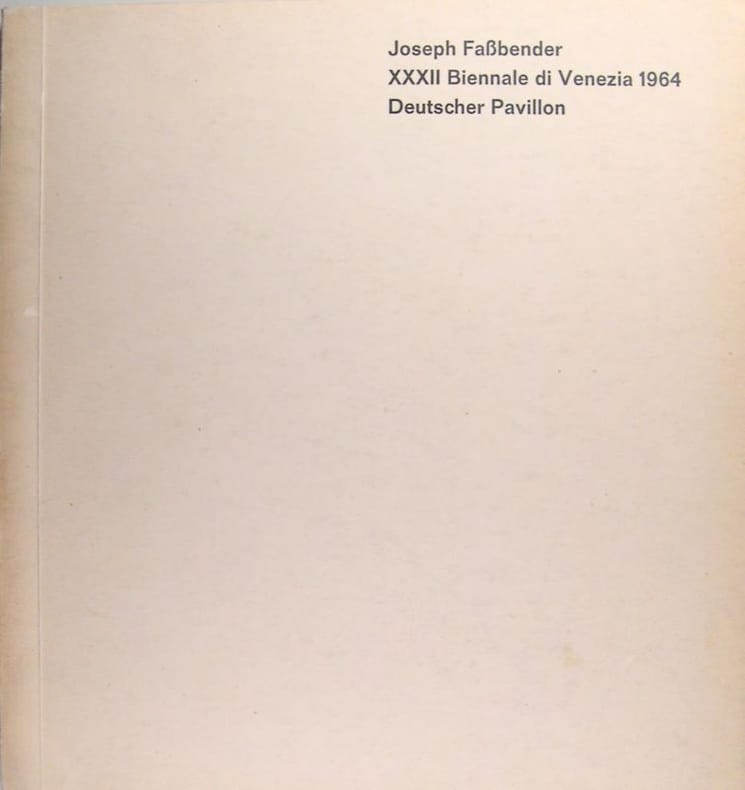 Joseph Faßbender
XXXII Biennale di Venezia 1964
Deutscher Pavillon